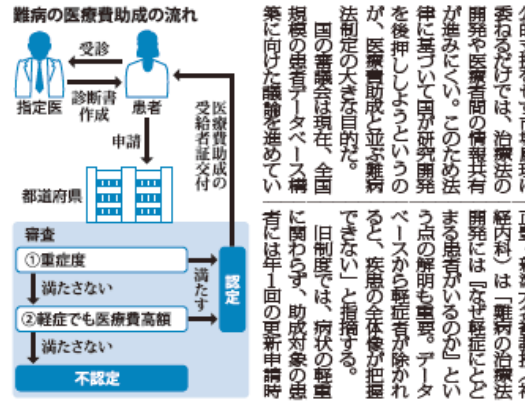 難病の医療費助成の流れ
受診
指定医
診断書
作成
患者
申請
医療費助成の
受給者証交付
都道府県
審査
①重症度
満たさない
満たす
認定
②軽症でも医療費高額
満たさない
不認定
委ねるだけでは、治療法の
開発や医療者間の情報共有
が進みにくい。このため法
律に基づいて国が研究開発
を後押ししようというの
が、医療費助成と並ぶ難病
法制定の大きな目的だ。
国の審議会は現在、全国
規模の患者データベース構
築に向けた議論を進めてい
経内科）は「難病の治療法
開発には『なぜ軽症にとど
まる患者がいるのか』とい
う点の解明も重要。データ
ベースから軽症者が除かれ
ると、疾患の全体像が把握
できない」と指摘する。
旧制度では、病状の軽重
に関わらず、助成対象の患
者には年1回の更新申請時